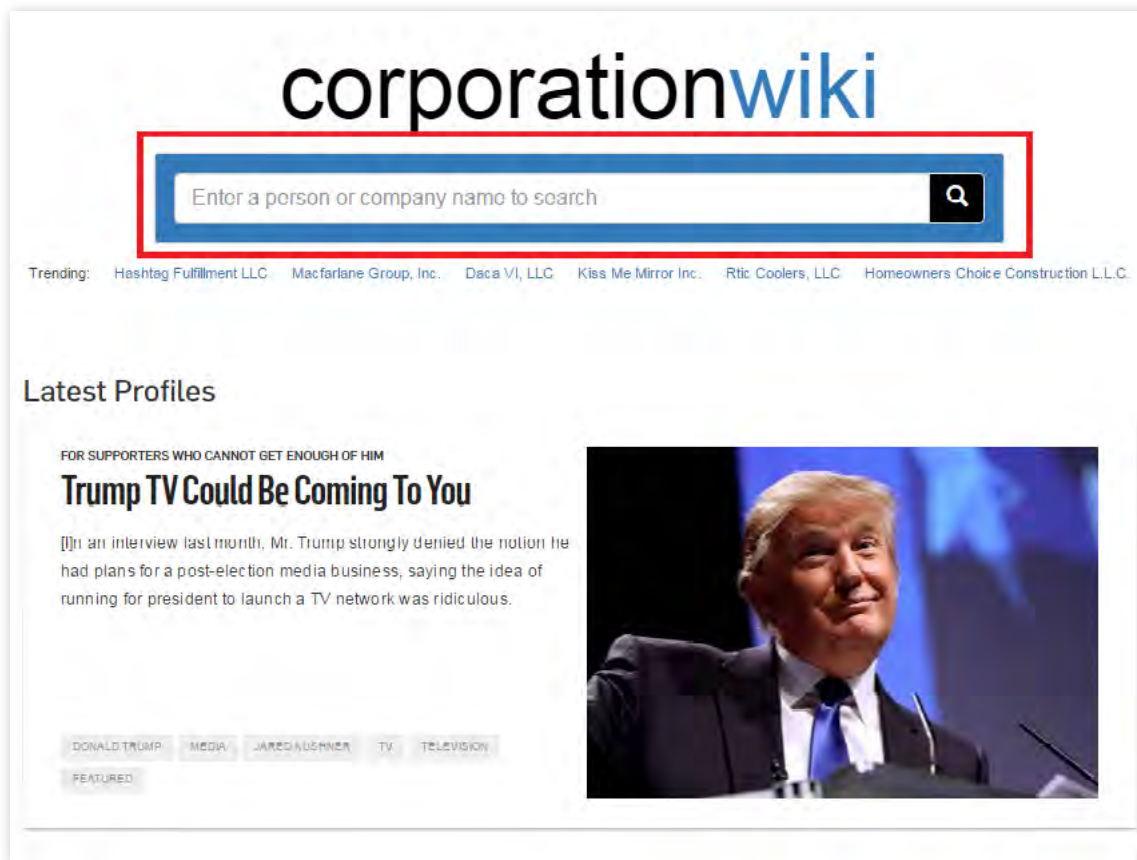 corporationwiki
Enter a person or company name to search
Trending: Hashtag Fulfillment LLC Macfarlane Group, Inc. Daca VI, LLC Kiss Me Mirror Inc. Rtic Coolers, LLC Homeowners Choice Construction L.L.C.
Latest Profiles
FOR SUPPORTERS WHO CANNOT GET ENOUGH OF HIM
Trump TV Could Be Coming To You
[I]n an interview last month, Mr. Trump strongly denied the notion he
had plans for a post-election media business, saying the idea of
running for president to launch a TV network was ridiculous.
DONALD TRUMP MEDIA JARED KUSHNER TV TELEVISION
FEATURED